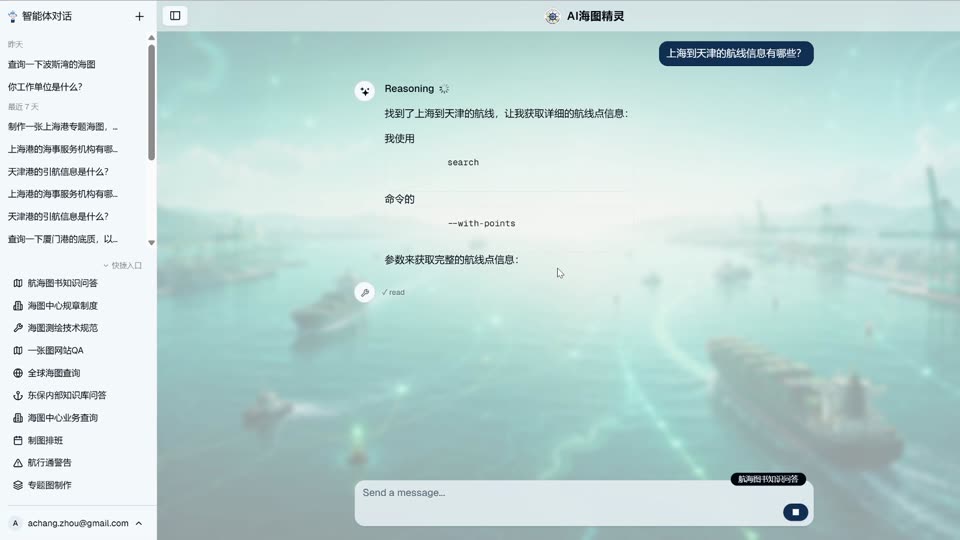 智能体对话
昨天
查询一下波斯湾的海图
你工作单位是什么?
最近 7 天
制作一张上海港专题海图，...
上海港的海事服务机构有哪...
天津港的引航信息是什么?
上海港的海事服务机构有哪...
天津港的引航信息是什么?
查询一下厦门港的底质，以...
快捷入口
航海图书知识问答
海图中心规章制度
海图测绘技术规范
一张图网站QA
全球海图查询
东保内部知识库问答
海图中心业务查询
制图排班
航行通警告
专题图制作
A achang.zhou@gmail.com
AI海图精灵
上海到天津的航线信息有哪些?
Reasoning
找到了上海到天津的航线，让我获取详细的航线点信息：
我使用
search
命令的
--with-points
参数来获取完整的航线点信息：
✓ read
航海图书知识问答
Send a message...